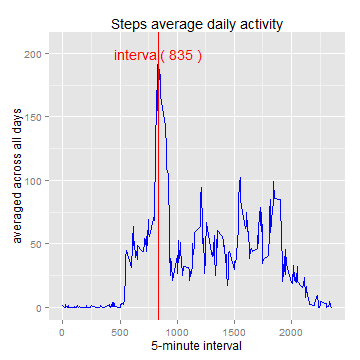 Steps average daily activity
interval ( 835 )
200
150
100
50
0
averaged across all days
0 500 1000 1500 2000
5-minute interval